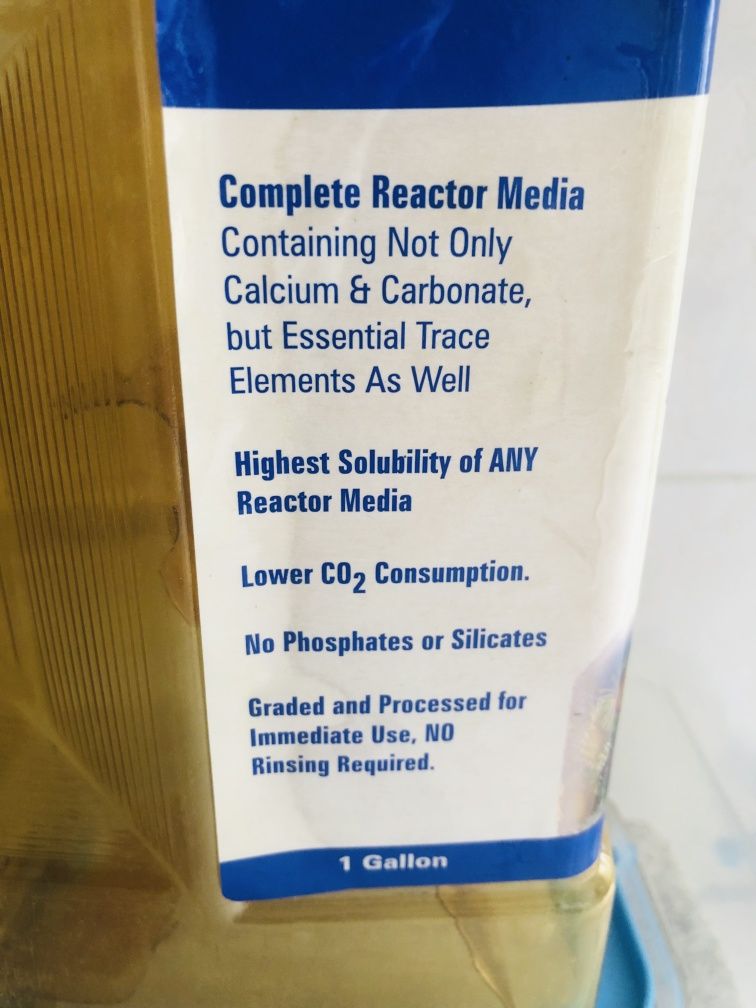 Complete Reactor Media
Containing Not Only
Calcium & Carbonate,
but Essential Trace
Elements As Well
Highest Solubility of ANY
Reactor Media
Lower CO₂ Consumption.
No Phosphates or Silicates
Graded and Processed for
Immediate Use, NO
Rinsing Required.
1 Gallon